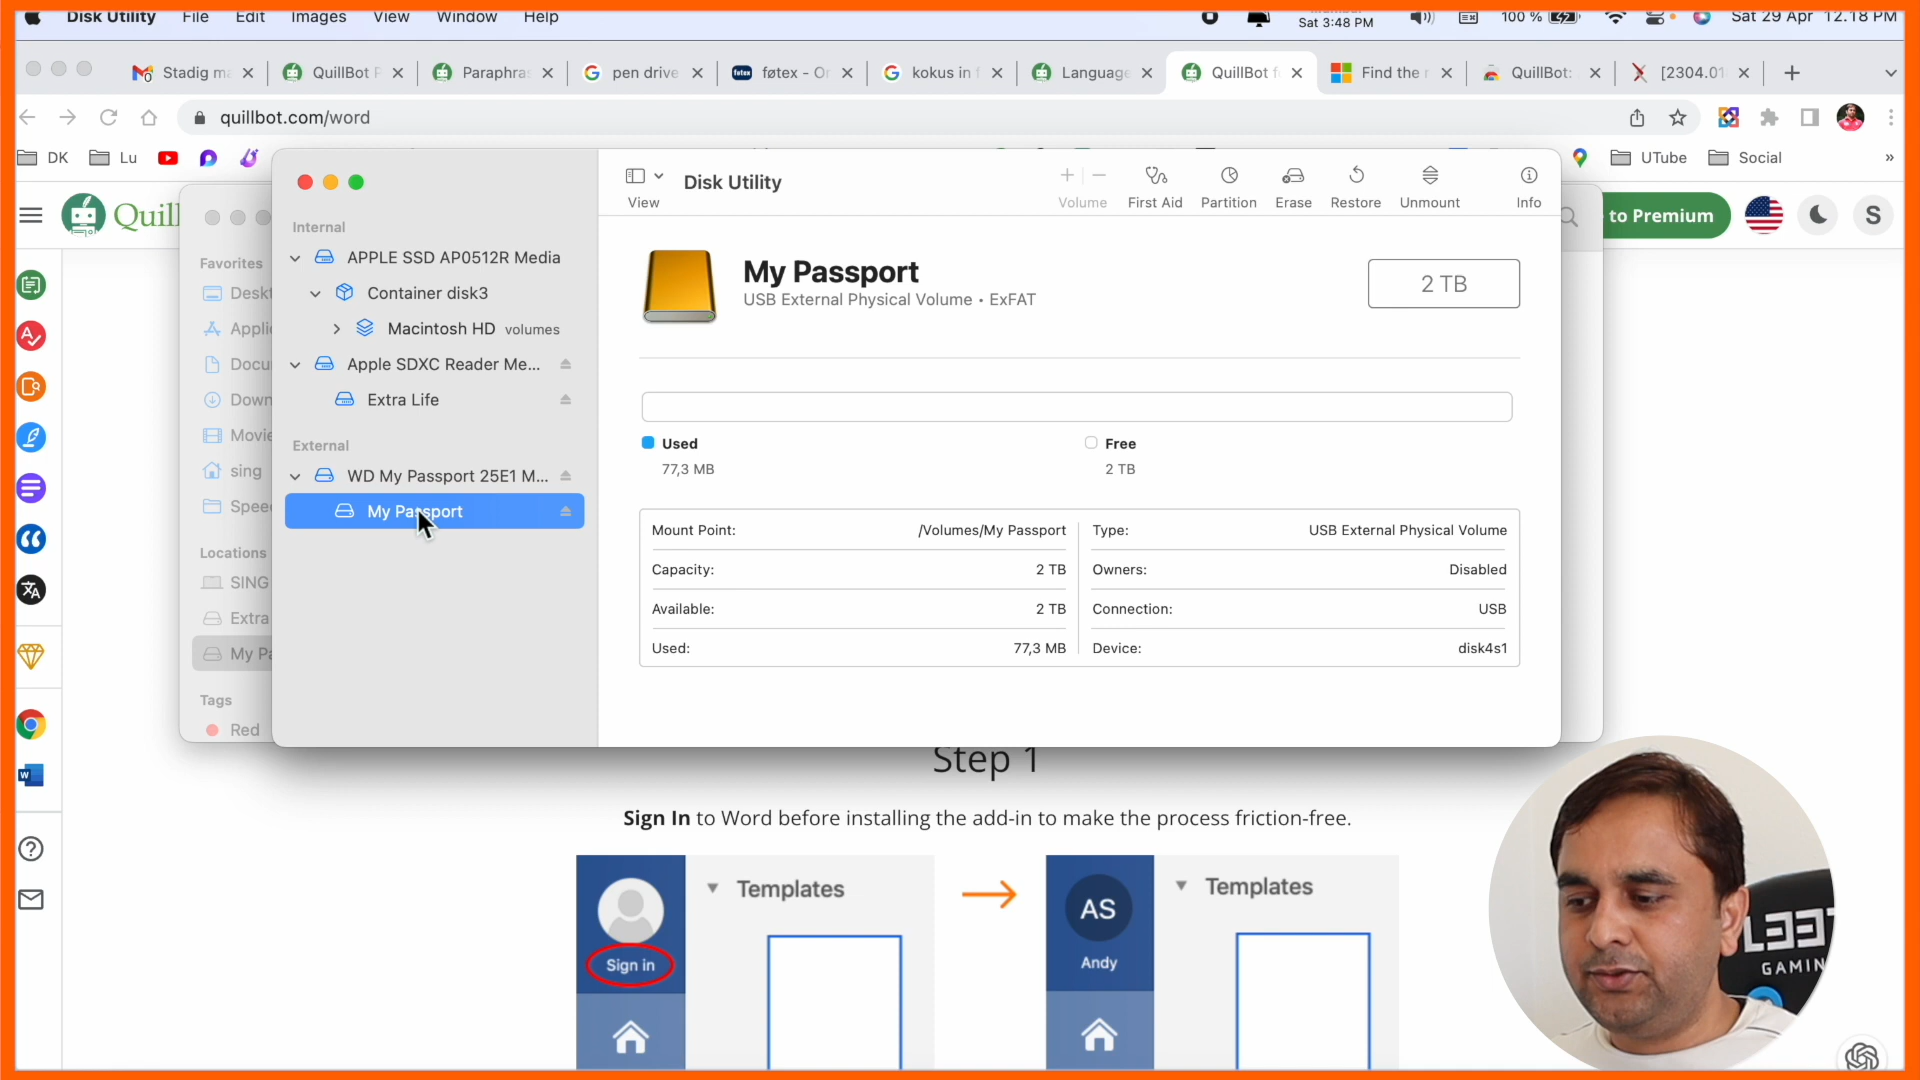 Disk Utility File Edit Images View Window Help
Sat 3:48 PM
100 %
Sat 29 Apr 12.18 PM
Stadig ma
QuillBot P
Paraphra
pen drive
føtex
føtex - O
kokus in f
Language
QuillBot f
Find the r
QuillBot:
[2304.01
quillbot.com/word
DK
Lu
UTube
Social
»
Quill
to Premium
S
Favorites
Deskt
Applic
Docu
Down
Movie
sing
Spee
Locations
SING
Extra
My Pa
Tags
Red
Internal
APPLE SSD AP0512R Media
Container disk3
Macintosh HD volumes
Apple SDXC Reader Me...
Extra Life
External
WD My Passport 25E1 M...
My Passport
View
Disk Utility
Volume
First Aid
Partition
Erase
Restore
Unmount
Info
My Passport
USB External Physical Volume • ExFAT
2 TB
Used
77,3 MB
Free
2 TB
Mount Point: /Volumes/My Passport
Capacity: 2 TB
Available: 2 TB
Used: 77,3 MB
Type: USB External Physical Volume
Owners: Disabled
Connection: USB
Device: disk4s1
Step 1
Sign In to Word before installing the add-in to make the process friction-free.
Sign in
Templates
AS
Andy
Templates
L33T
GAMIN